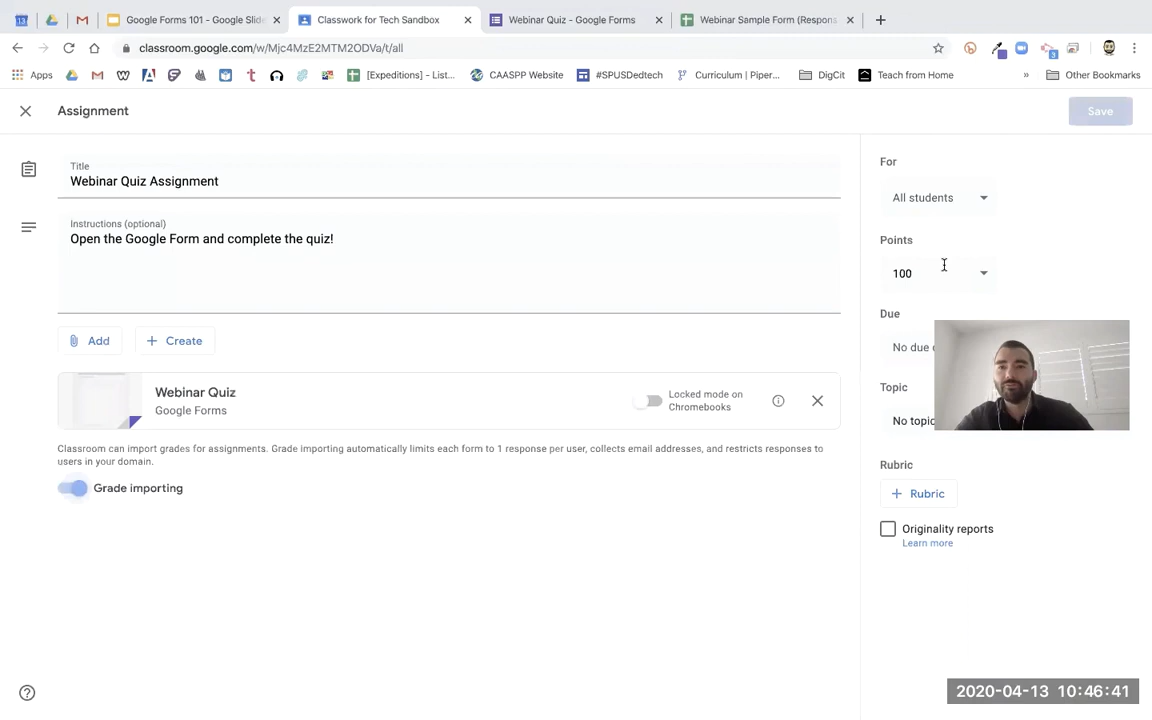 Google Forms 101 - Google Slide
Classwork for Tech Sandbox
Webinar Quiz - Google Forms
Webinar Sample Form (Respons
classroom.google.com/w/Mjc4MzE2MTM2ODVa/t/all
Apps
[Expeditions] - List...
CAASPP Website
#SPUSDedtech
Curriculum | Piper...
DigCit
Teach from Home
»
Other Bookmarks
Assignment
Save
Title
Webinar Quiz Assignment
Instructions (optional)
Open the Google Form and complete the quiz!
Add
Create
Webinar Quiz
Google Forms
Locked mode on
Chromebooks
Classroom can import grades for assignments. Grade importing automatically limits each form to 1 response per user, collects email addresses, and restricts responses to
users in your domain.
Grade importing
For
All students
Points
100
Due
No due
Topic
No topic
Rubric
+ Rubric
Originality reports
Learn more
2020-04-13 10:46:41